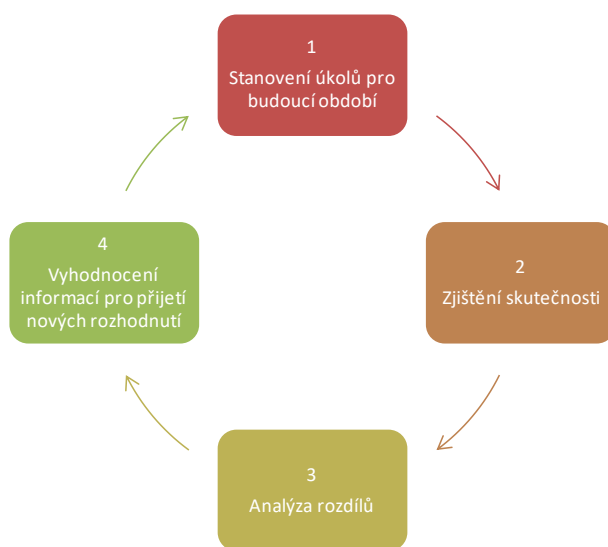 1
Stanovení úkolů pro
budoucí období
2
Zjištění skutečnosti
3
Analýza rozdílů
4
Vyhodnocení
informací pro přijetí
nových rozhodnutí